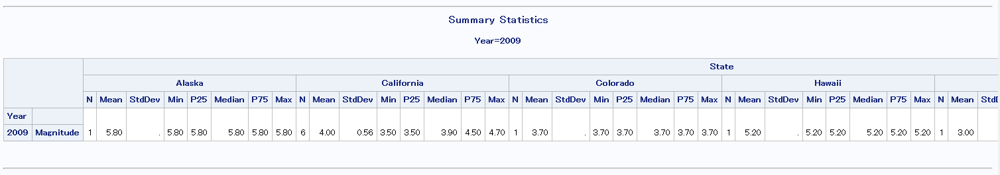 Summary Statistics
Year=2009
State
Alaska California Colorado Hawaii
N Mean StdDev Min P25 Median P75 Max N Mean StdDev Min P25 Median P75 Max N Mean StdDev Min P25 Median P75 Max N Mean StdDev Min P25 Median P75 Max N Mean
Year
2009 Magnitude 1 5.80 . 5.80 5.80 5.80 5.80 5.80 6 4.00 0.56 3.50 3.50 3.90 4.50 4.70 1 3.70 . 3.70 3.70 3.70 3.70 3.70 1 5.20 . 5.20 5.20 5.20 5.20 5.20 1 3.00